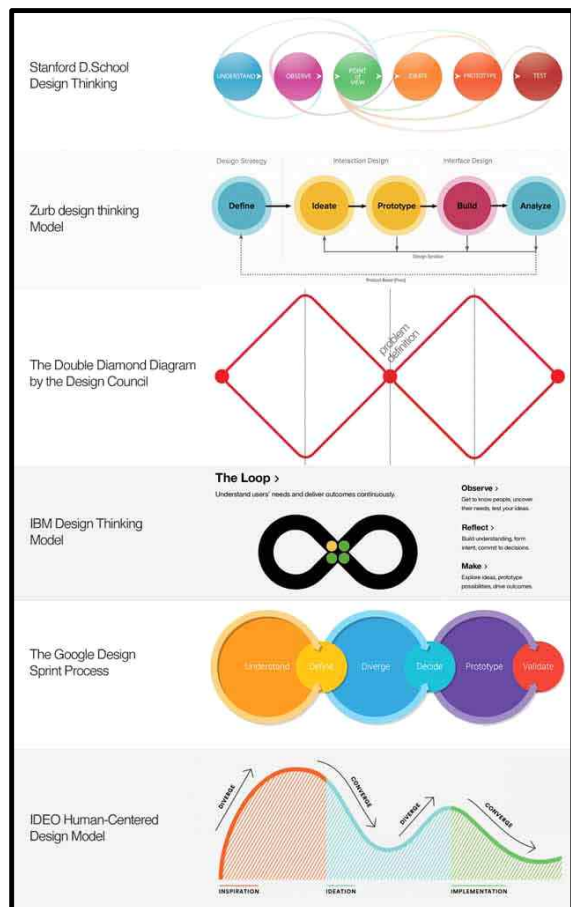 Stanford D.School
Design Thinking
UNDERSTAND
OBSERVE
POINT
of
VIEW
IDEATE
PROTOTYPE
TEST
Zurb design thinking
Model
Design Strategy
Interaction Design
Interface Design
Define
Ideate
Prototype
Build
Analyze
Design Iteration
The Double Diamond Diagram
by the Design Council
problem
definition
IBM Design Thinking
Model
The Loop >
Understand users' needs and deliver outcomes continuously.
Observe >
Get to know people, uncover
their needs, test your ideas.
Reflect >
Build understanding, form
intent, commit to decisions.
Make >
Explore ideas, prototype
possibilities, drive outcomes.
The Google Design
Sprint Process
Understand
Define
Diverge
Decide
Prototype
Validate
IDEO Human-Centered
Design Model
DIVERGE
CONVERGE
DIVERGE
CONVERGE
INSPIRATION
IDEATION
IMPLEMENTATION